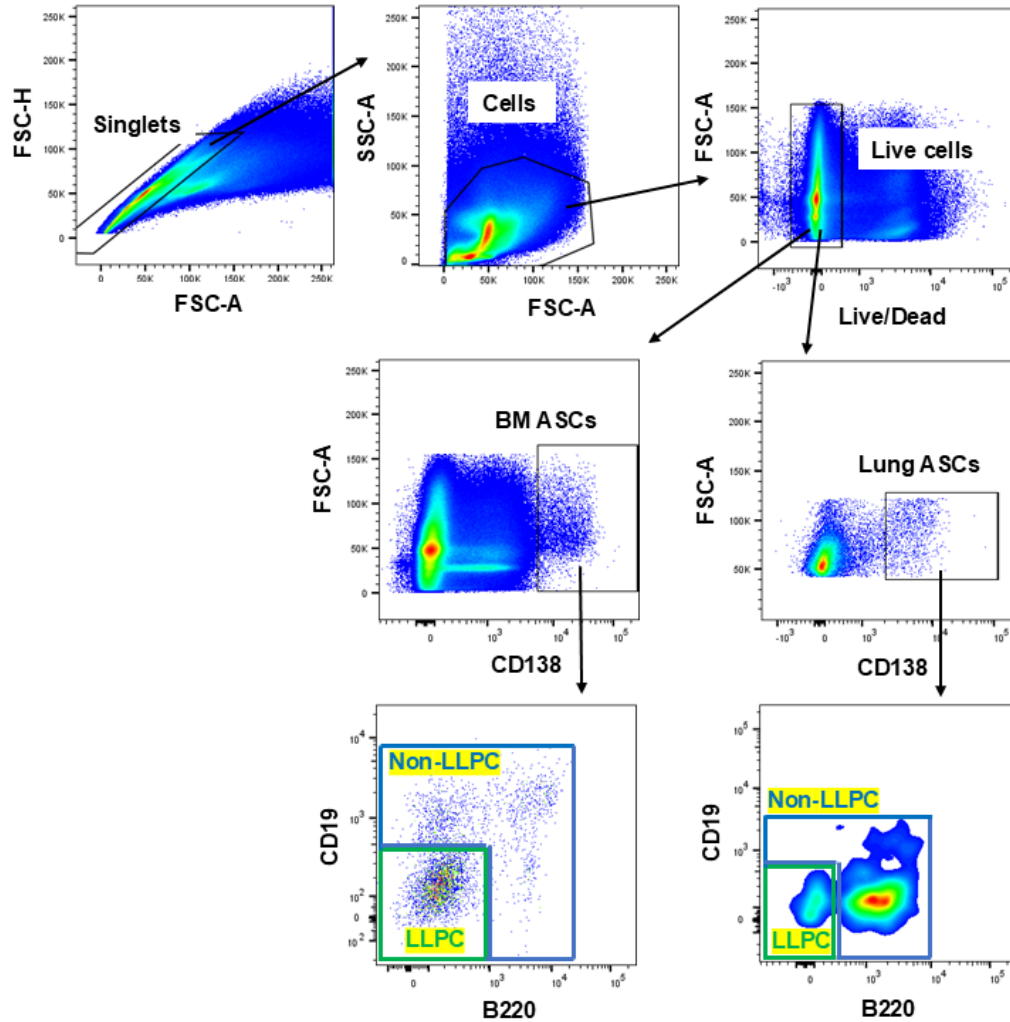 FSC-H
250K
200K
150K
100K
50K
0
Singlets
0 50K 100K 150K 200K 250K
FSC-A
SSC-A
250K
200K
150K
100K
50K
0
Cells
0 50K 100K 150K 200K 250K
FSC-A
FSC-A
250K
200K
150K
100K
50K
0
Live cells
-10³ 0 10³ 10⁴ 10⁵
Live/Dead
FSC-A
250K
200K
150K
100K
50K
0
BM ASCs
0 10³ 10⁴ 10⁵
CD138
FSC-A
250K
200K
150K
100K
50K
0
Lung ASCs
-10³ 0 10³ 10⁴ 10⁵
CD138
CD19
10⁴
10³
10²
0
10²
Non-LLPC
LLPC
0 10³ 10⁴ 10⁵
B220
CD19
10⁵
10⁴
10³
0
Non-LLPC
LLPC
0 10³ 10⁴ 10⁵
B220